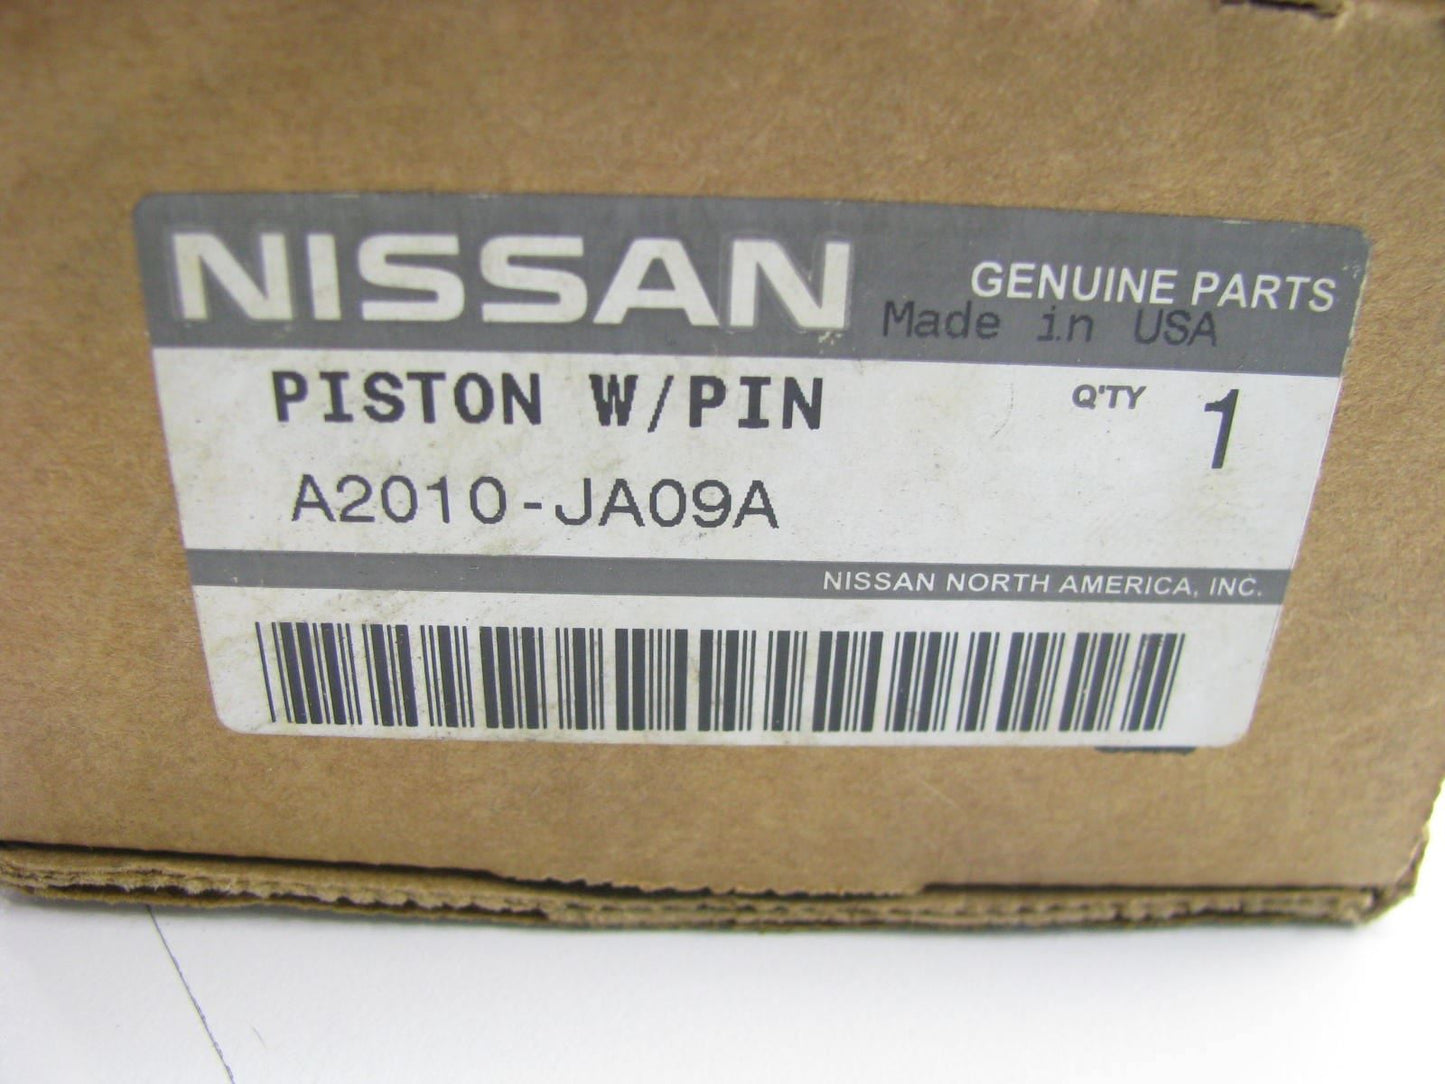 NISSAN
GENUINE PARTS
Made in USA
PISTON W/PIN
Q'TY 1
A2010-JA09A
NISSAN NORTH AMERICA, INC.